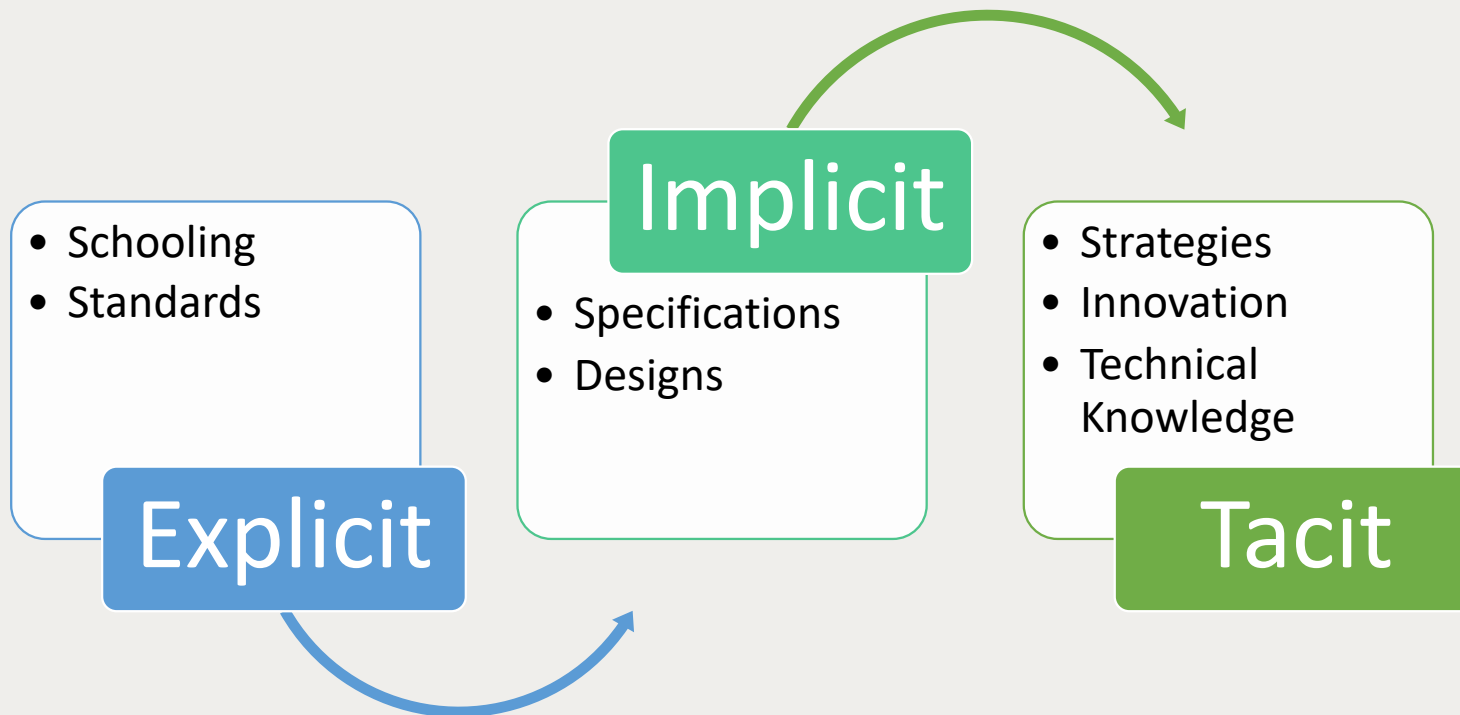 • Schooling
• Standards
Explicit
Implicit
• Specifications
• Designs
• Strategies
• Innovation
• Technical
Knowledge
Tacit